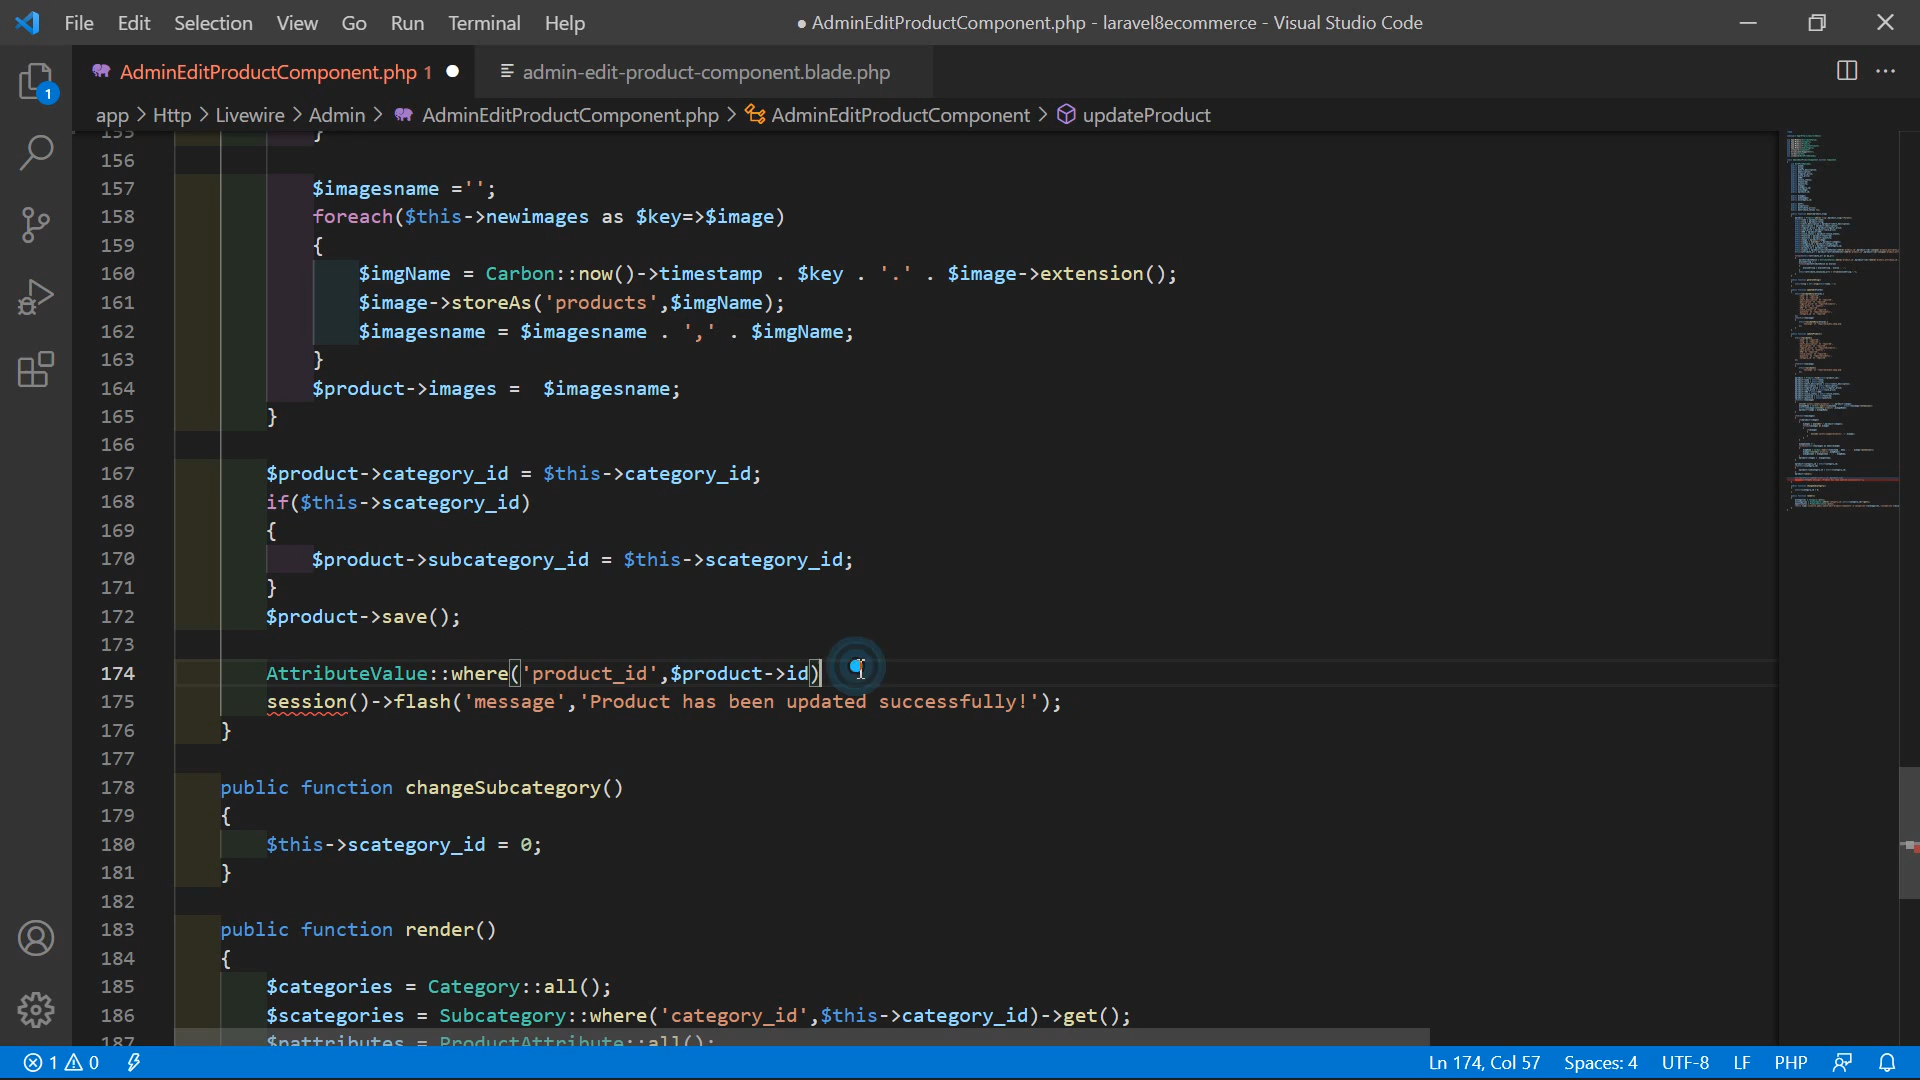 File Edit Selection View Go Run Terminal Help
● AdminEditProductComponent.php - laravel8ecommerce - Visual Studio Code
AdminEditProductComponent.php 1 ●
admin-edit-product-component.blade.php
1
app > Http > Livewire > Admin > AdminEditProductComponent.php > AdminEditProductComponent > updateProduct
155 }
156
157 $imagesname ='';
158 foreach($this->newimages as $key=>$image)
159 {
160 $imgName = Carbon::now()->timestamp . $key . '.' . $image->extension();
161 $image->storeAs('products',$imgName);
162 $imagesname = $imagesname . ',' . $imgName;
163 }
164 $product->images =  $imagesname;
165 }
166
167 $product->category_id = $this->category_id;
168 if($this->scategory_id)
169 {
170 $product->subcategory_id = $this->scategory_id;
171 }
172 $product->save();
173
174 AttributeValue::where('product_id',$product->id)
175 session()->flash('message','Product has been updated successfully!');
176 }
177
178 public function changeSubcategory()
179 {
180 $this->scategory_id = 0;
181 }
182
183 public function render()
184 {
185 $categories = Category::all();
186 $scategories = Subcategory::where('category_id',$this->category_id)->get();
187 $pattributes = ProductAttribute::all();
1 0
Ln 174, Col 57 Spaces: 4 UTF-8 LF PHP